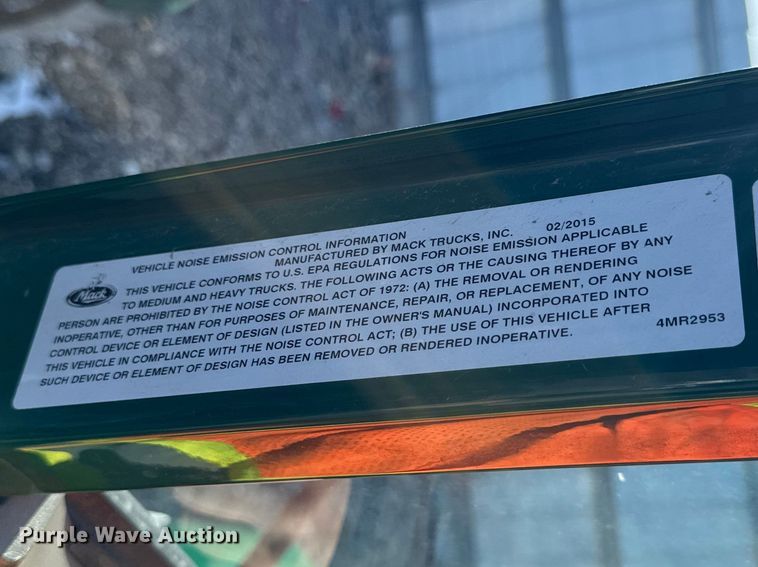 VEHICLE NOISE EMISSION CONTROL INFORMATION
MANUFACTURED BY MACK TRUCKS, INC. 02/2015
Mack
THIS VEHICLE CONFORMS TO U.S. EPA REGULATIONS FOR NOISE EMISSION APPLICABLE
TO MEDIUM AND HEAVY TRUCKS. THE FOLLOWING ACTS OR THE CAUSING THEREOF BY ANY
PERSON ARE PROHIBITED BY THE NOISE CONTROL ACT OF 1972: (A) THE REMOVAL OR RENDERING
INOPERATIVE, OTHER THAN FOR PURPOSES OF MAINTENANCE, REPAIR, OR REPLACEMENT, OF ANY NOISE
CONTROL DEVICE OR ELEMENT OF DESIGN (LISTED IN THE OWNER'S MANUAL) INCORPORATED INTO
THIS VEHICLE IN COMPLIANCE WITH THE NOISE CONTROL ACT; (B) THE USE OF THIS VEHICLE AFTER
SUCH DEVICE OR ELEMENT OF DESIGN HAS BEEN REMOVED OR RENDERED INOPERATIVE.
4MR2953
Purple Wave Auction